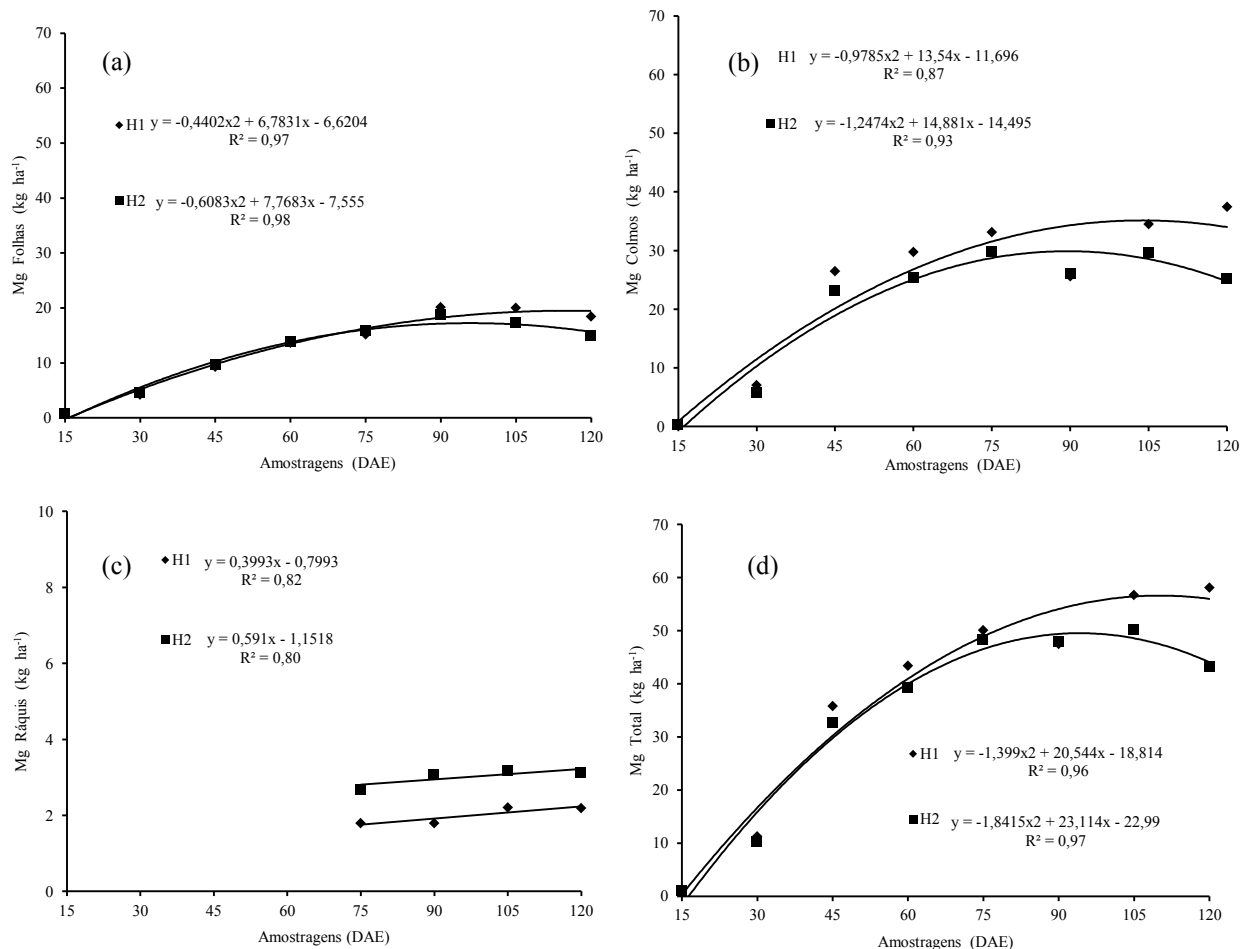 (a)
H1 y = -0,4402x2 + 6,7831x - 6,6204
R² = 0,97
H2 y = -0,6083x2 + 7,7683x - 7,555
R² = 0,98
70
60
50
40
30
20
10
0
Mg Folhas (kg ha⁻¹)
15 30 45 60 75 90 105 120
Amostragens (DAE)
(b)
H1 y = -0,9785x2 + 13,54x - 11,696
R² = 0,87
H2 y = -1,2474x2 + 14,881x - 14,495
R² = 0,93
70
60
50
40
30
20
10
0
Mg Colmos (kg ha⁻¹)
15 30 45 60 75 90 105 120
Amostragens (DAE)
(c)
H1 y = 0,3993x - 0,7993
R² = 0,82
H2 y = 0,591x - 1,1518
R² = 0,80
10
8
6
4
2
0
Mg Ráquis (kg ha⁻¹)
15 30 45 60 75 90 105 120
Amostragens (DAE)
(d)
H1 y = -1,399x2 + 20,544x - 18,814
R² = 0,96
H2 y = -1,8415x2 + 23,114x - 22,99
R² = 0,97
70
60
50
40
30
20
10
0
Mg Total (kg ha⁻¹)
15 30 45 60 75 90 105 120
Amostragens (DAE)